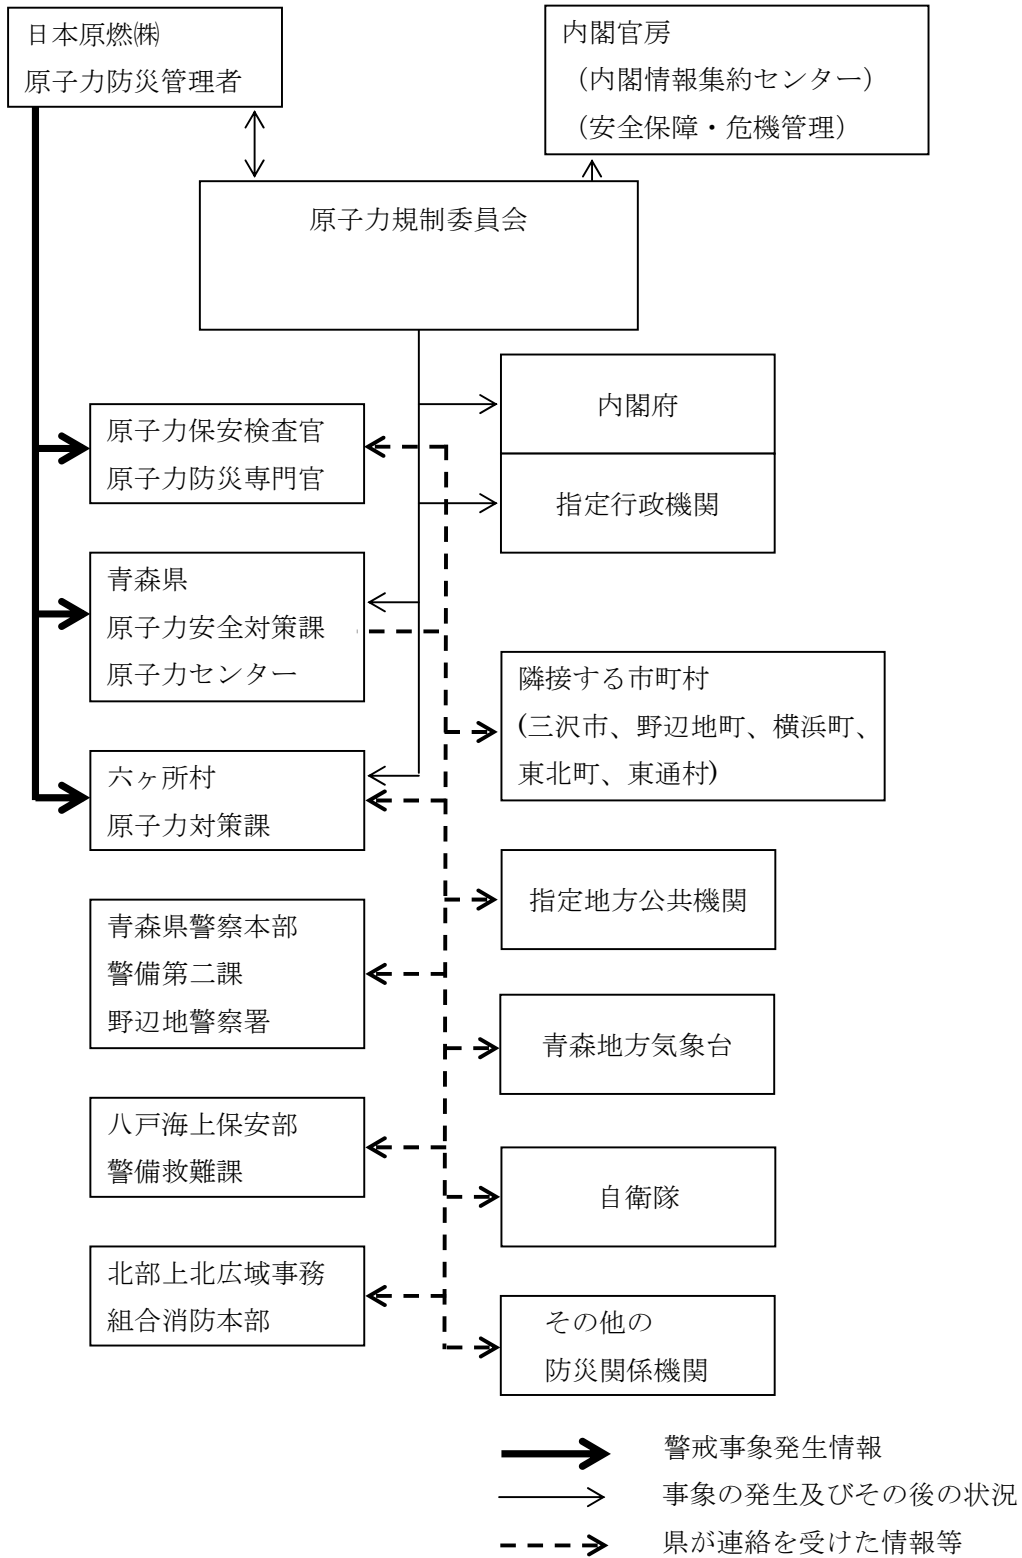 日本原燃㈱
原子力防災管理者
内閣官房
（内閣情報集約センター）
（安全保障・危機管理）
原子力規制委員会
内閣府
原子力保安検査官
原子力防災専門官
指定行政機関
青森県
原子力安全対策課
原子力センター
隣接する市町村
(三沢市、野辺地町、横浜町、
東北町、東通村)
六ヶ所村
原子力対策課
指定地方公共機関
青森県警察本部
警備第二課
野辺地警察署
青森地方気象台
八戸海上保安部
警備救難課
自衛隊
北部上北広域事務
組合消防本部
その他の
防災関係機関
警戒事象発生情報
事象の発生及びその後の状況
県が連絡を受けた情報等